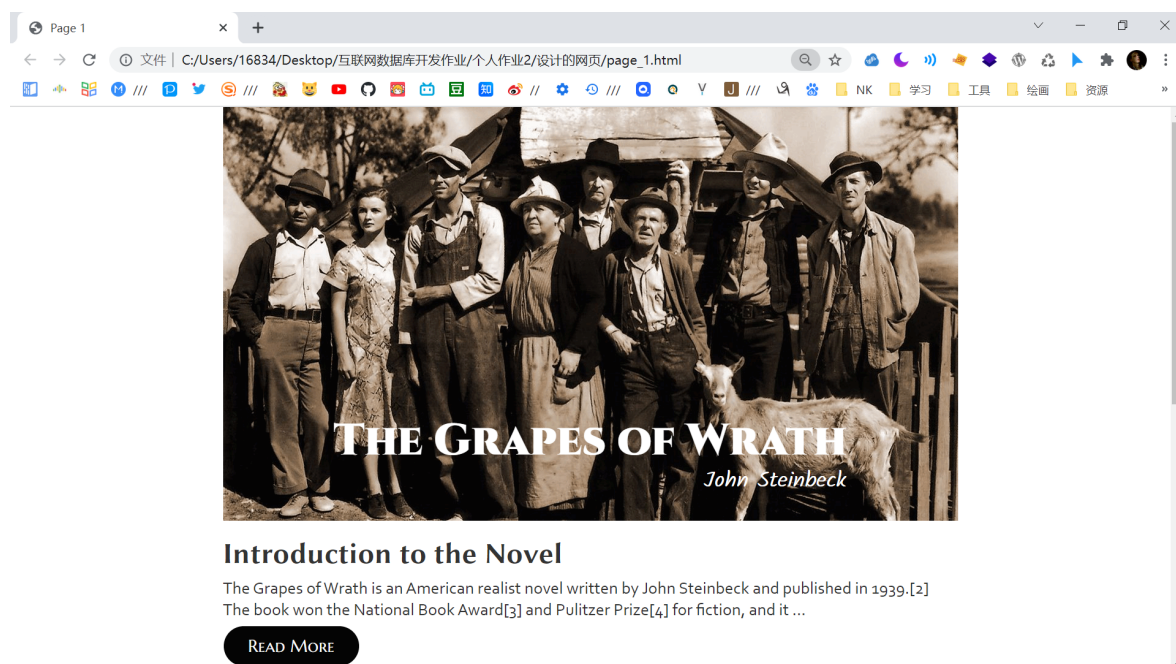 Page 1
文件 C:/Users/16834/Desktop/互联网数据库开发作业/个人作业2/设计的网页/page_1.html
/// /// 豆 知 // /// J /// NK 学习 工具 绘画 资源 »
THE GRAPES OF WRATH
John Steinbeck
Introduction to the Novel
The Grapes of Wrath is an American realist novel written by John Steinbeck and published in 1939.[2]
The book won the National Book Award[3] and Pulitzer Prize[4] for fiction, and it ...
READ MORE